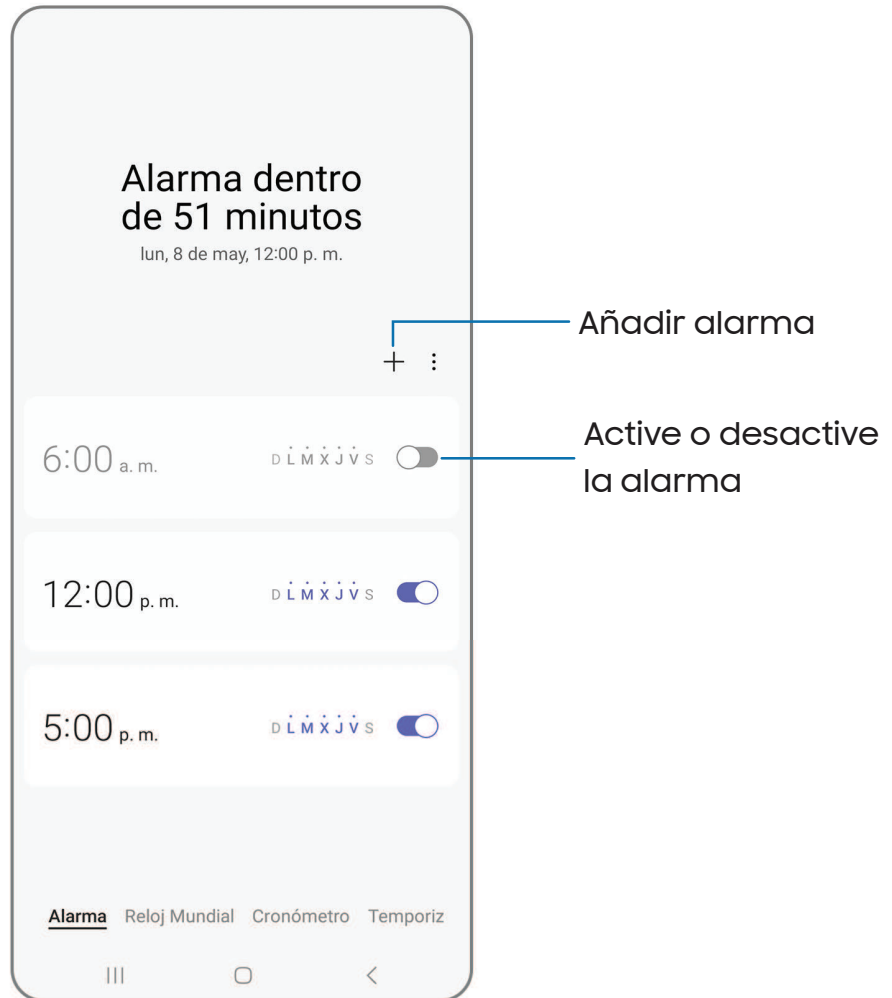 Alarma dentro
de 51 minutos
lun, 8 de may, 12:00 p. m.
Añadir alarma
6:00 a. m. D L M X J V S
Active o desactive
la alarma
12:00 p. m. D L M X J V S
5:00 p. m. D L M X J V S
Alarma Reloj Mundial Cronómetro Temporiz